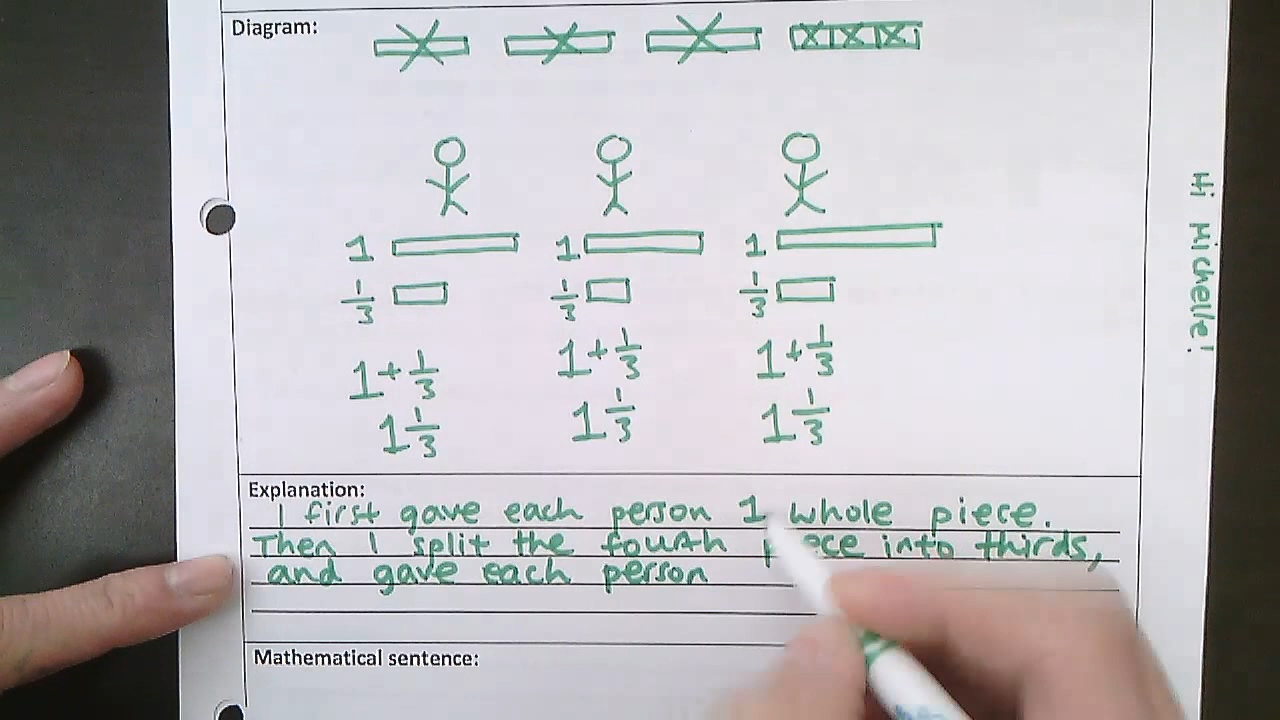 Diagram:
1 1 1
1/3 1/3 1/3
1+1/3 1+1/3 1+1/3
1 1/3 1 1/3 1 1/3
Hi Michelle!
Explanation:
I first gave each person 1 whole piece.
Then I split the fourth piece into thirds,
and gave each person
Mathematical sentence: